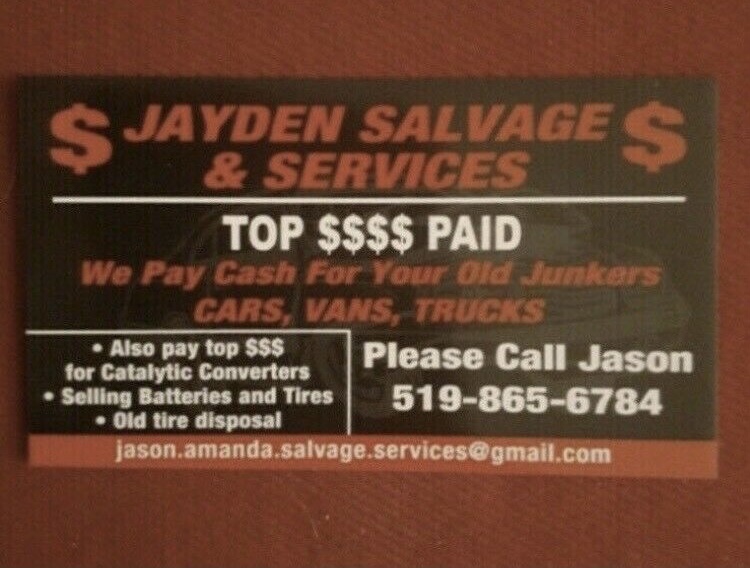 $ JAYDEN SALVAGE $
& SERVICES
TOP $$$$ PAID
We Pay Cash For Your Old Junkers
CARS, VANS, TRUCKS
• Also pay top $$$
for Catalytic Converters
• Selling Batteries and Tires
• Old tire disposal
Please Call Jason
519-865-6784
jason.amanda.salvage.services@gmail.com